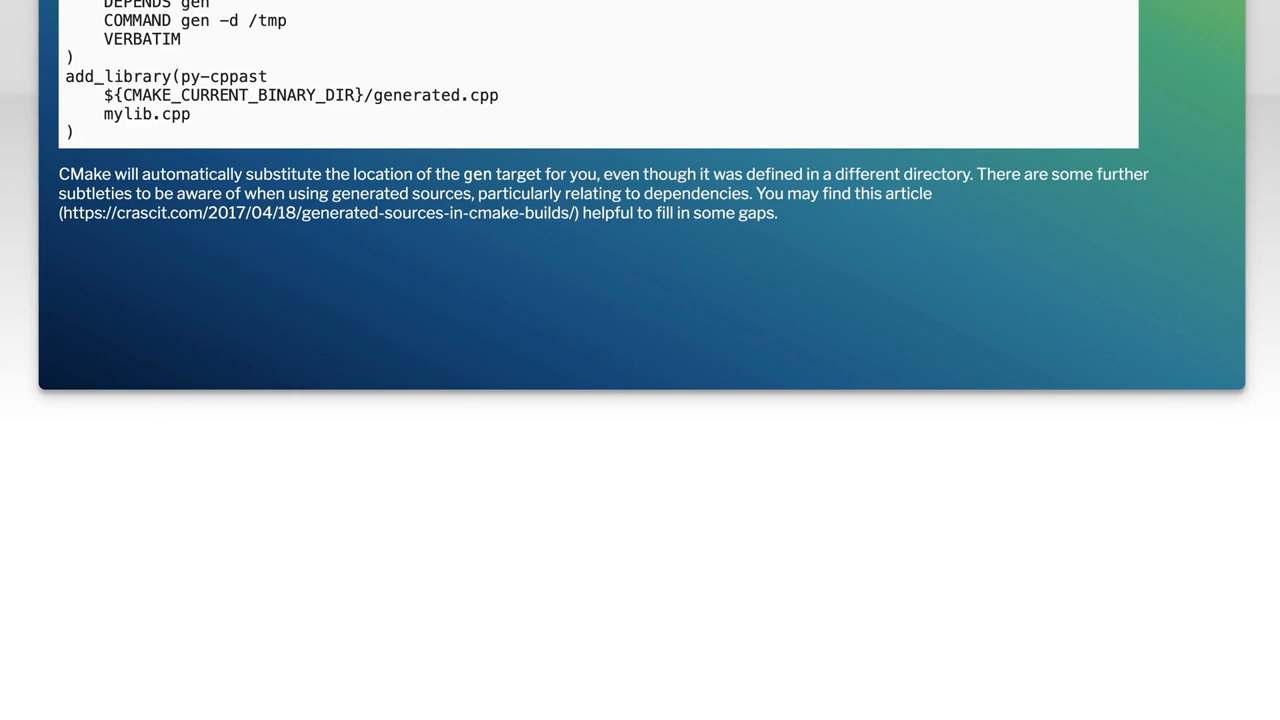 DEPENDS gen
COMMAND gen -d /tmp
VERBATIM
)
add_library(py-cppast
${CMAKE_CURRENT_BINARY_DIR}/generated.cpp
mylib.cpp
)
CMake will automatically substitute the location of the gen target for you, even though it was defined in a different directory. There are some further
subtleties to be aware of when using generated sources, particularly relating to dependencies. You may find this article
(https://crascit.com/2017/04/18/generated-sources-in-cmake-builds/) helpful to fill in some gaps.